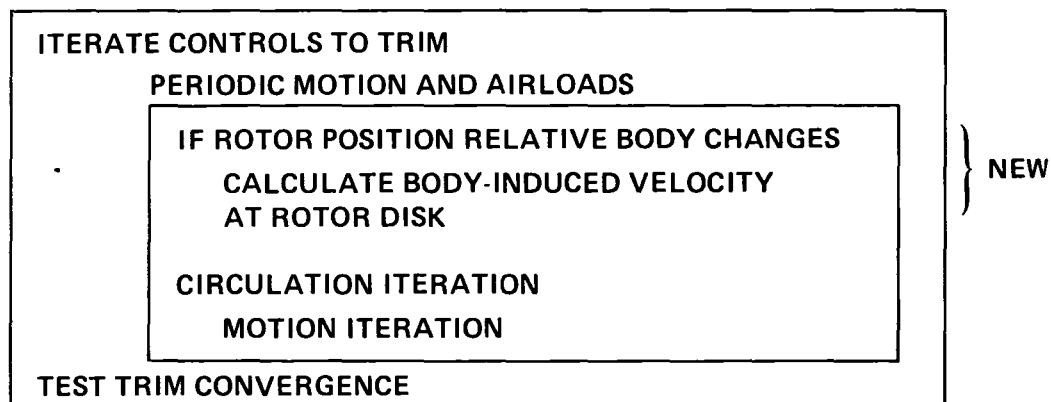 ITERATE CONTROLS TO TRIM
PERIODIC MOTION AND AIRLOADS
IF ROTOR POSITION RELATIVE BODY CHANGES
CALCULATE BODY-INDUCED VELOCITY
AT ROTOR DISK
NEW
CIRCULATION ITERATION
MOTION ITERATION
TEST TRIM CONVERGENCE